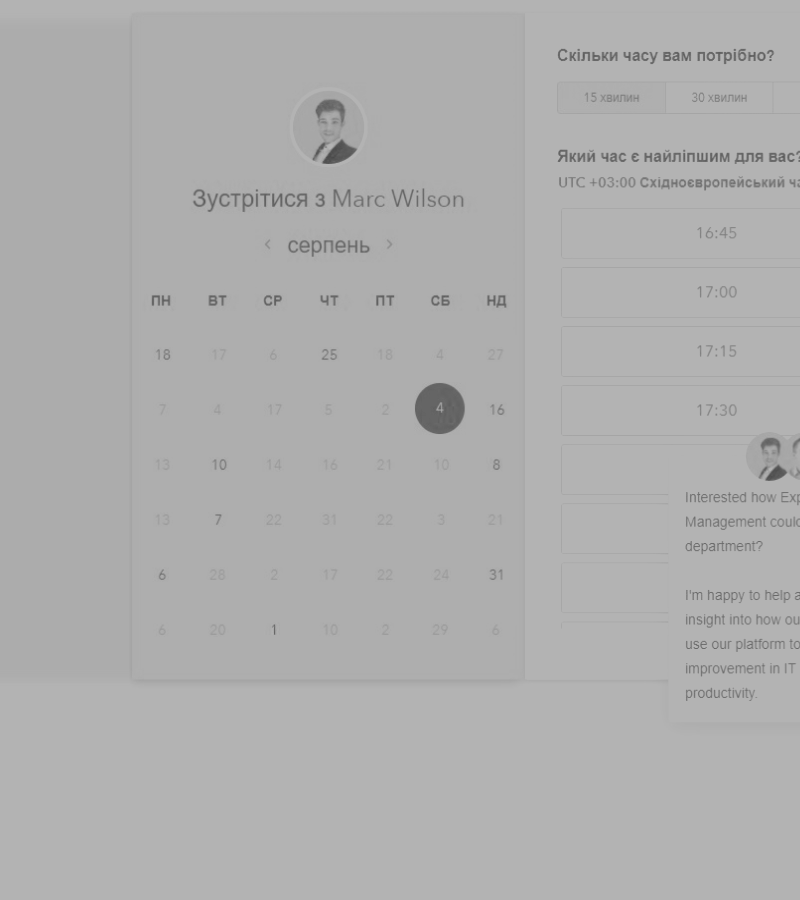 Зустрітися з Marc Wilson
‹ серпень ›
ПН ВТ СР ЧТ ПТ СБ НД
18 17 6 25 18 4 27
7 4 17 5 2 4 16
13 10 14 16 21 10 8
13 7 22 31 22 3 21
6 28 2 17 22 24 31
6 20 1 10 2 29 6
Скільки часу вам потрібно?
15 хвилин 30 хвилин
Який час є найліпшим для вас?
UTC +03:00 Східноєвропейський
16:45
17:00
17:15
17:30
Interested how
Management
department?
I'm happy to help
insight into how
use our platform to
improvement in IT
productivity.